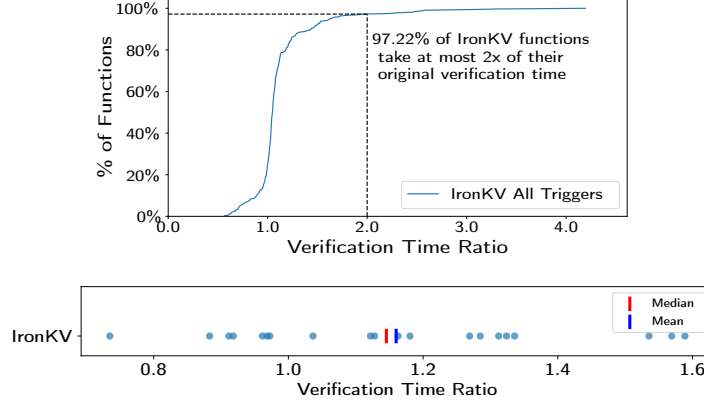 100%
80%
60%
40%
20%
0%
% of Functions
97.22% of IronKV functions
take at most 2x of their
original verification time
IronKV All Triggers
0.0 1.0 2.0 3.0 4.0
Verification Time Ratio
IronKV
Median
Mean
0.8 1.0 1.2 1.4 1.6
Verification Time Ratio